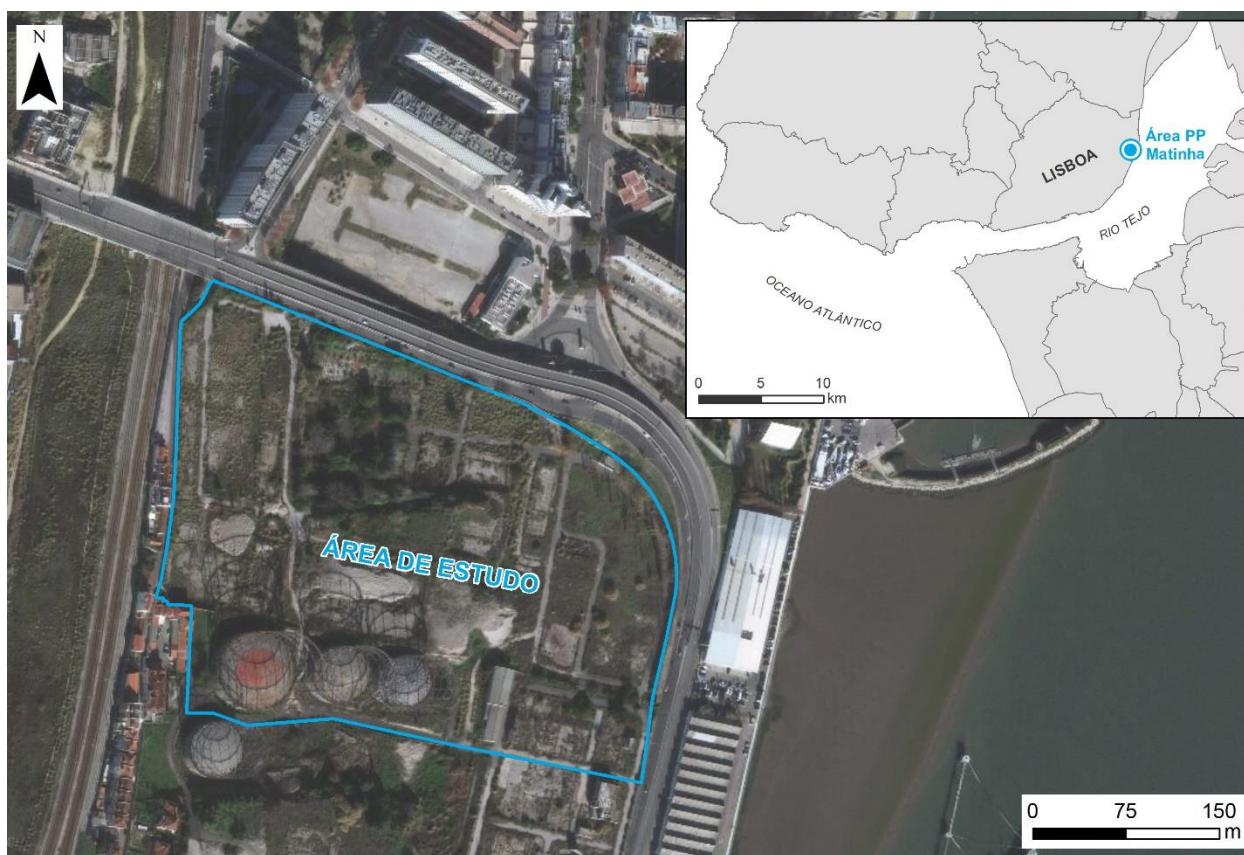 N
Área PP
Matinha
LISBOA
RIO TEJO
OCEANO ATLÂNTICO
0 5 10
km
ÁREA DE ESTUDO
0 75 150
m